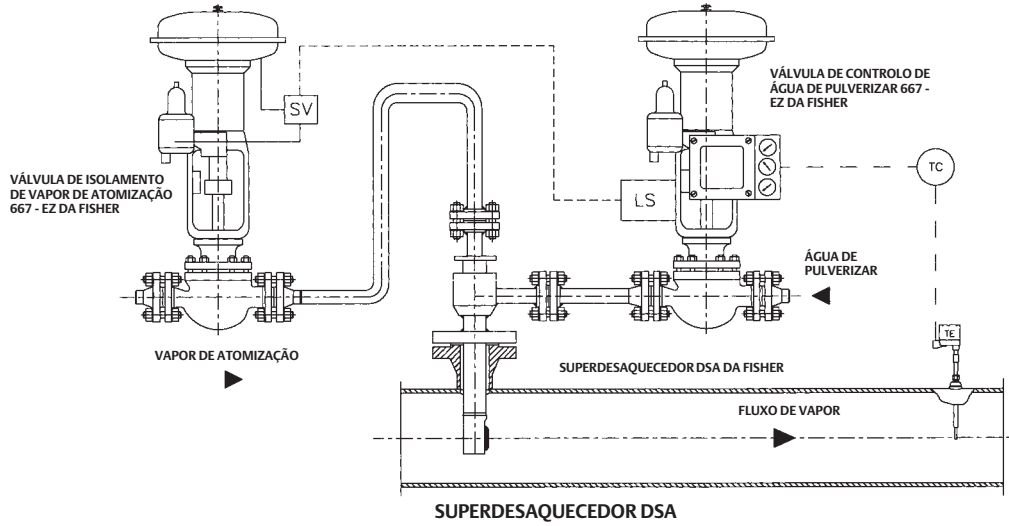 VÁLVULA DE CONTROLO DE
ÁGUA DE PULVERIZAR 667 -
EZ DA FISHER
SV
TC
VÁLVULA DE ISOLAMENTO
DE VAPOR DE ATOMIZAÇÃO
667 - EZ DA FISHER
LS
ÁGUA DE
PULVERIZAR
VAPOR DE ATOMIZAÇÃO
TE
SUPERDESAQUECEDOR DSA DA FISHER
FLUXO DE VAPOR
SUPERDESAQUECEDOR DSA